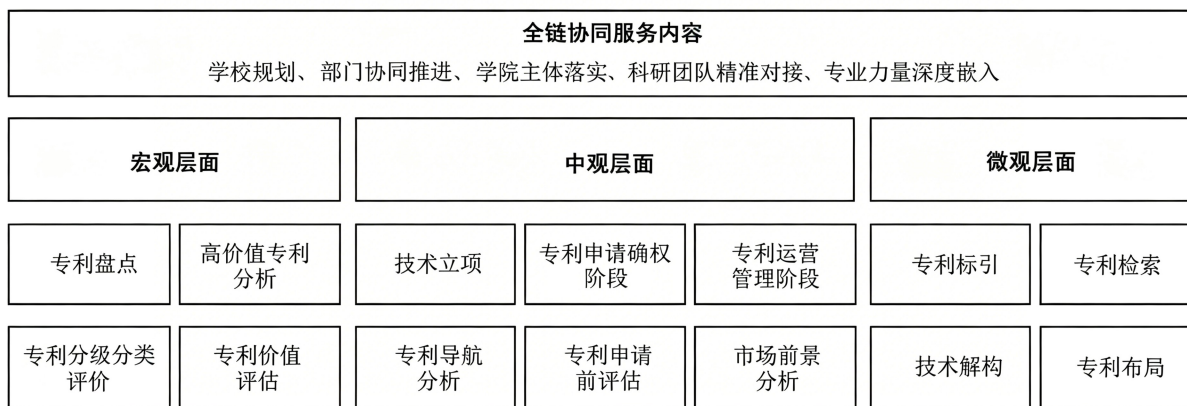 全链协同服务内容
学校规划、部门协同推进、学院主体落实、科研团队精准对接、专业力量深度嵌入
宏观层面
中观层面
微观层面
专利盘点
高价值专利
分析
技术立项
专利申请确权
阶段
专利运营
管理阶段
专利标引
专利检索
专利分级分类
评价
专利价值
评估
专利导航
分析
专利申请
前评估
市场前景
分析
技术解构
专利布局